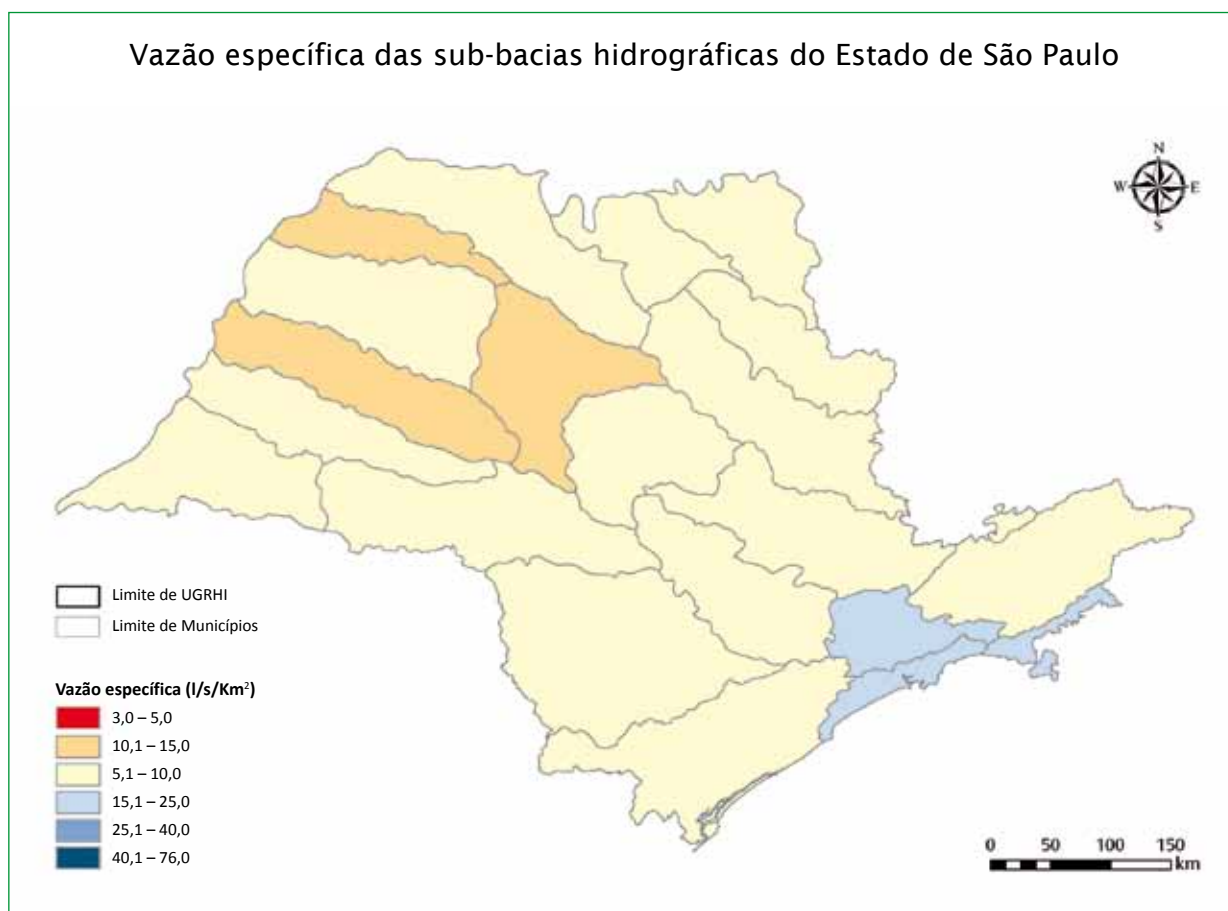 Vazão específica das sub-bacias hidrográficas do Estado de São Paulo
N
W E
S
Limite de UGRHI
Limite de Municípios
Vazão específica (l/s/Km²)
3,0 – 5,0
10,1 – 15,0
5,1 – 10,0
15,1 – 25,0
25,1 – 40,0
40,1 – 76,0
0 50 100 150
km